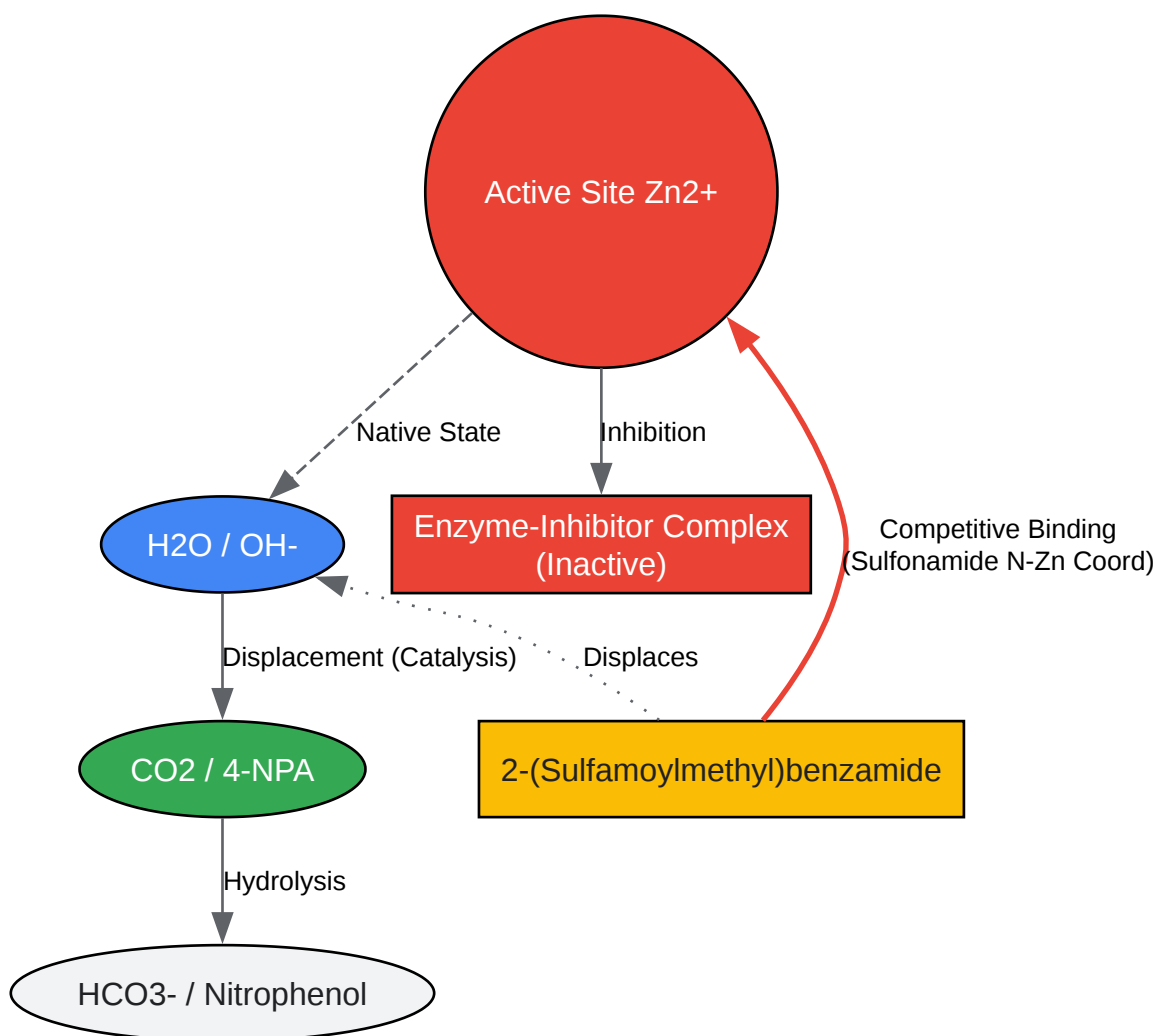 Active Site Zn2+
Native State
Inhibition
H2O / OH-
Enzyme-Inhibitor Complex
(Inactive)
Competitive Binding
(Sulfonamide N-Zn Coord)
Displacement (Catalysis)
Displaces
CO2 / 4-NPA
2-(Sulfamoylmethyl)benzamide
Hydrolysis
HCO3- / Nitrophenol